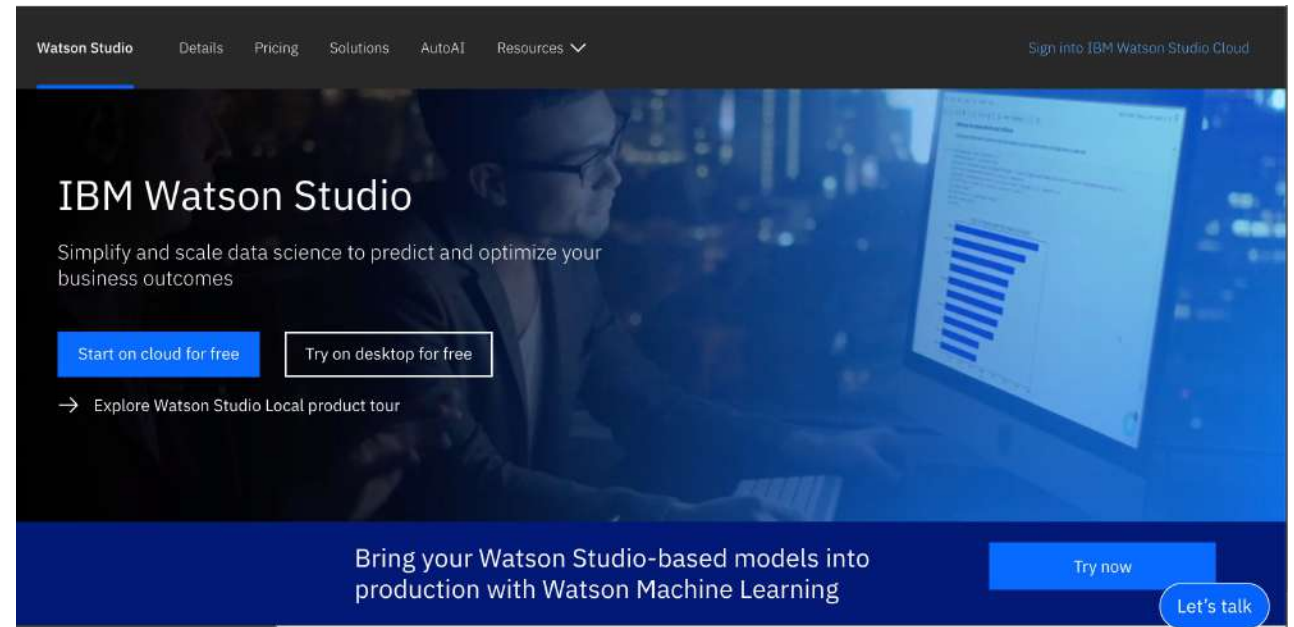 Watson Studio Details Pricing Solutions AutoAI Resources Sign into IBM Watson Studio Cloud
IBM Watson Studio
Simplify and scale data science to predict and optimize your
business outcomes
Start on cloud for free Try on desktop for free
→ Explore Watson Studio Local product tour
Bring your Watson Studio-based models into
production with Watson Machine Learning
Try now
Let's talk